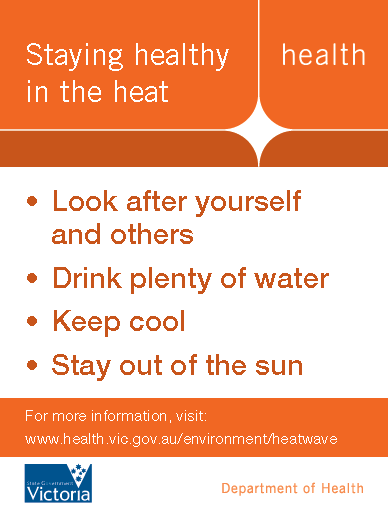 Staying healthy
in the heat
health
• Look after yourself
and others
• Drink plenty of water
• Keep cool
• Stay out of the sun
For more information, visit:
www.health.vic.gov.au/environment/heatwave
State Government
Victoria
Department of Health